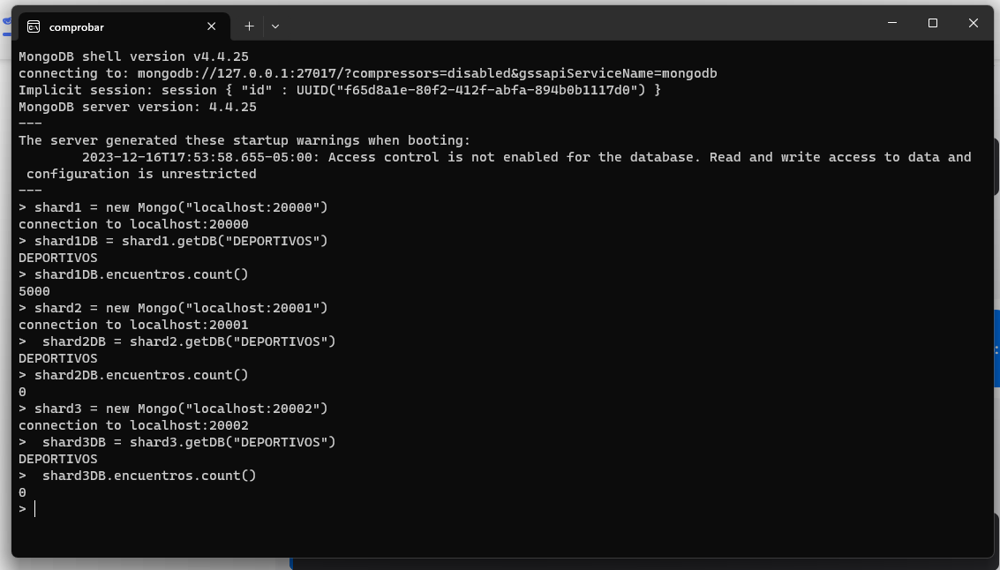 comprobar
MongoDB shell version v4.4.25
connecting to: mongodb://127.0.0.1:27017/?compressors=disabled&gssapiServiceName=mongodb
Implicit session: session { "id" : UUID("f65d8a1e-80f2-412f-abfa-894b0b1117d0") }
MongoDB server version: 4.4.25
---
The server generated these startup warnings when booting:
        2023-12-16T17:53:58.655-05:00: Access control is not enabled for the database. Read and write access to data and
 configuration is unrestricted
---
> shard1 = new Mongo("localhost:20000")
connection to localhost:20000
> shard1DB = shard1.getDB("DEPORTIVOS")
DEPORTIVOS
> shard1DB.encuentros.count()
5000
> shard2 = new Mongo("localhost:20001")
connection to localhost:20001
>  shard2DB = shard2.getDB("DEPORTIVOS")
DEPORTIVOS
> shard2DB.encuentros.count()
0
> shard3 = new Mongo("localhost:20002")
connection to localhost:20002
>  shard3DB = shard3.getDB("DEPORTIVOS")
DEPORTIVOS
>  shard3DB.encuentros.count()
0
>